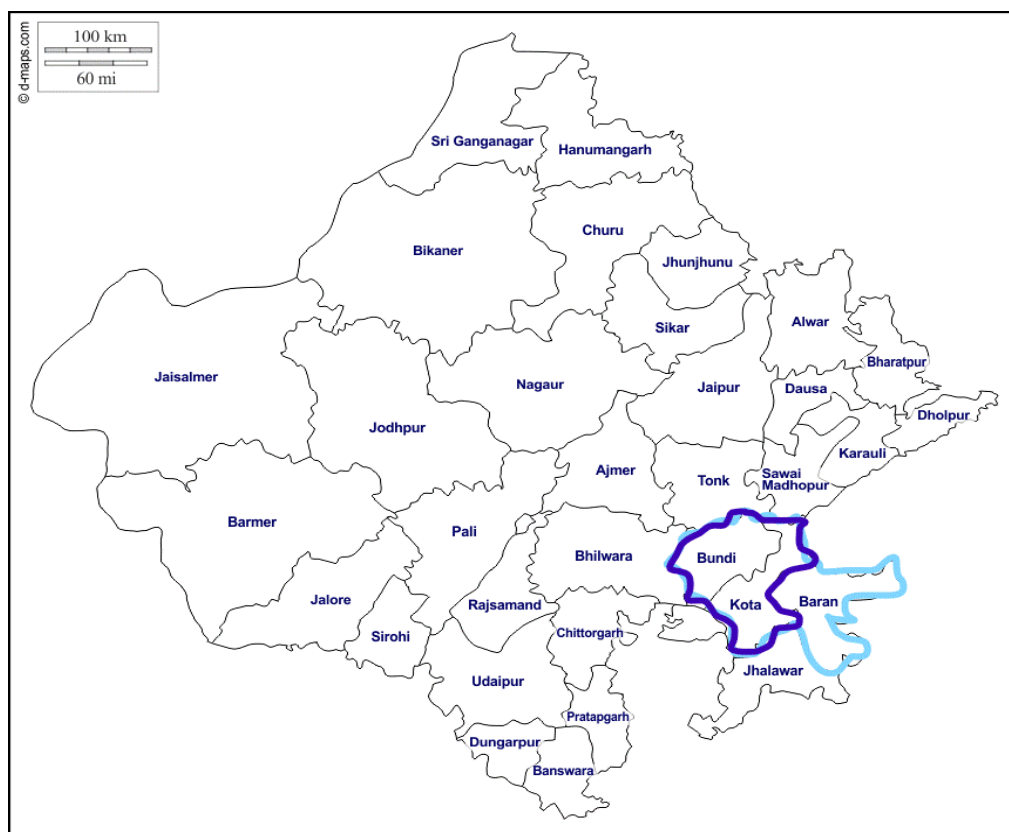 100 km
60 mi
© d-maps.com
Sri Ganganagar
Hanumangarh
Churu
Bikaner
Jhunjhunu
Alwar
Sikar
Bharatpur
Jaisalmer
Nagaur
Jaipur
Dausa
Dholpur
Jodhpur
Karauli
Ajmer
Tonk
Sawai
Madhopur
Barmer
Pali
Bhilwara
Bundi
Jalore
Rajsamand
Kota
Baran
Sirohi
Chittorgarh
Jhalawar
Udaipur
Pratapgarh
Dungarpur
Banswara